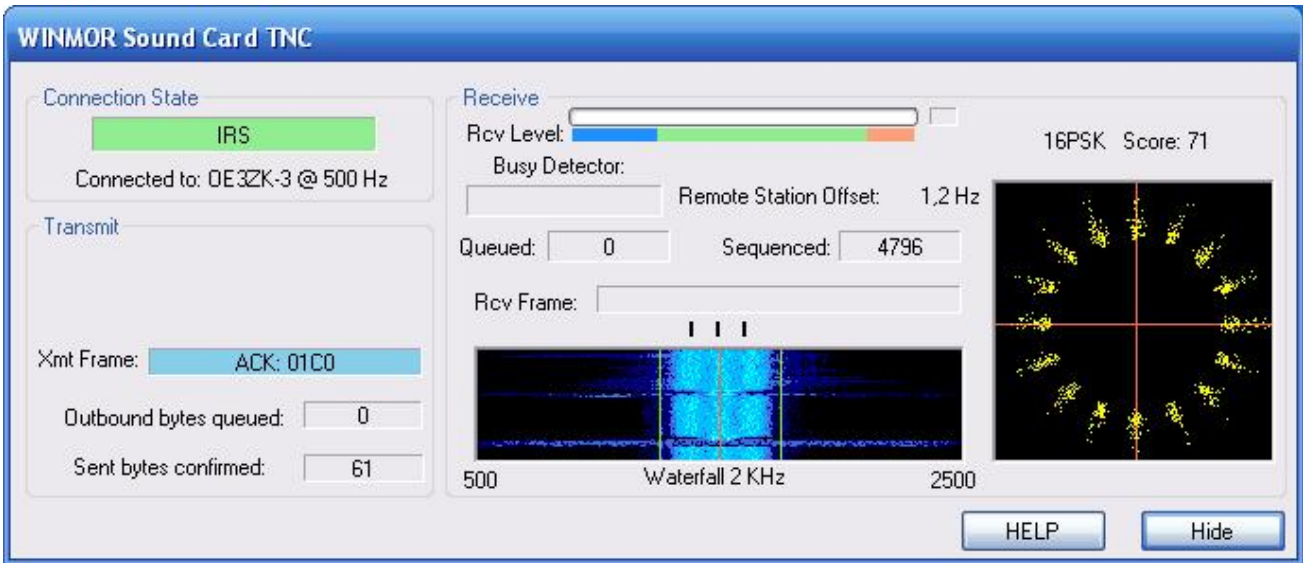 WINMOR Sound Card TNC
Connection State
IRS
Connected to: OE3ZK-3 @ 500 Hz
Transmit
Xmt Frame: ACK: 01C0
Outbound bytes queued: 0
Sent bytes confirmed: 61
Receive
Rcv Level:
Busy Detector:
Remote Station Offset: 1,2 Hz
Queued: 0 Sequenced: 4796
Rcv Frame:
500 Waterfall 2 KHz 2500
16PSK Score: 71
HELP Hide